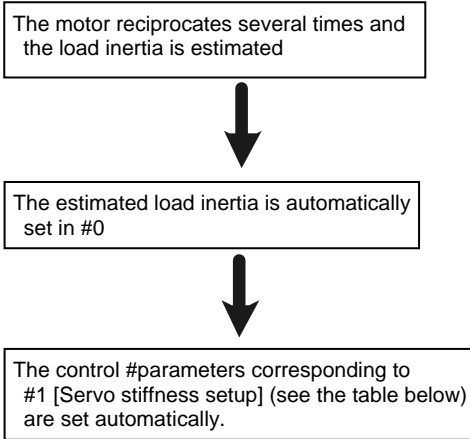 The motor reciprocates several times and
the load inertia is estimated
The estimated load inertia is automatically
set in #0
The control #parameters corresponding to
#1 [Servo stiffness setup] (see the table below)
are set automatically.